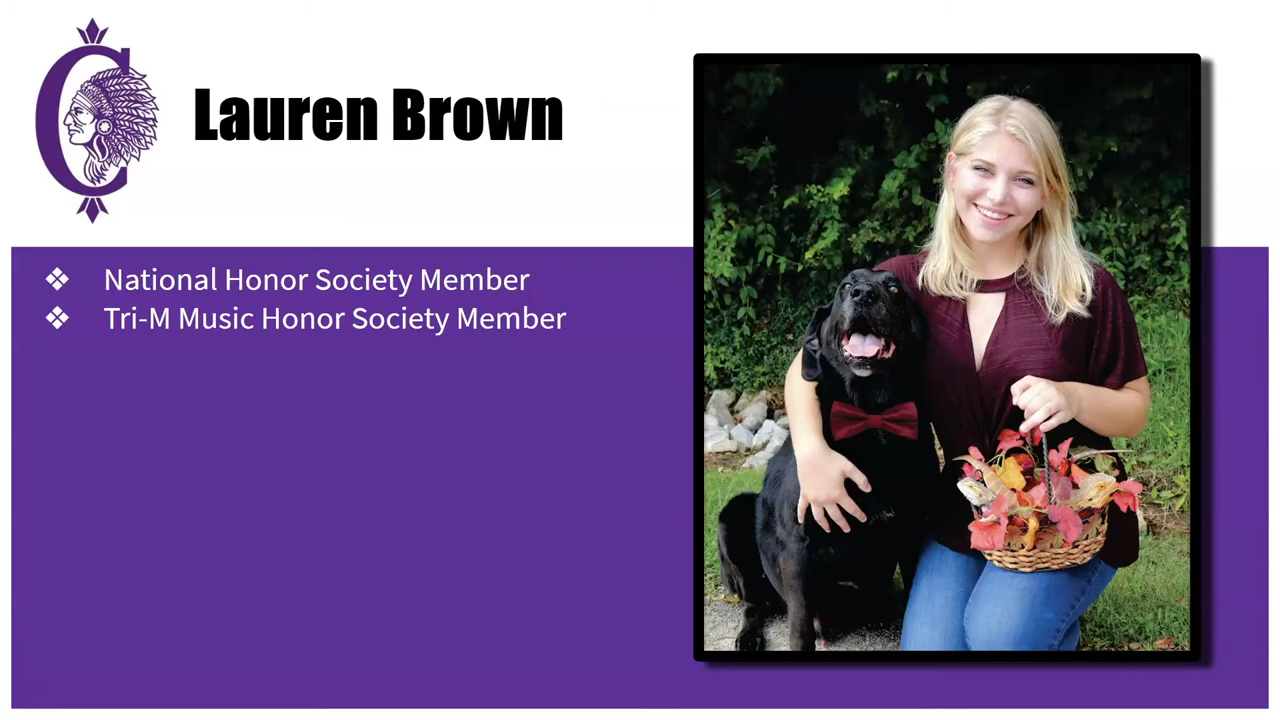 C
Lauren Brown
❖ National Honor Society Member
❖ Tri-M Music Honor Society Member